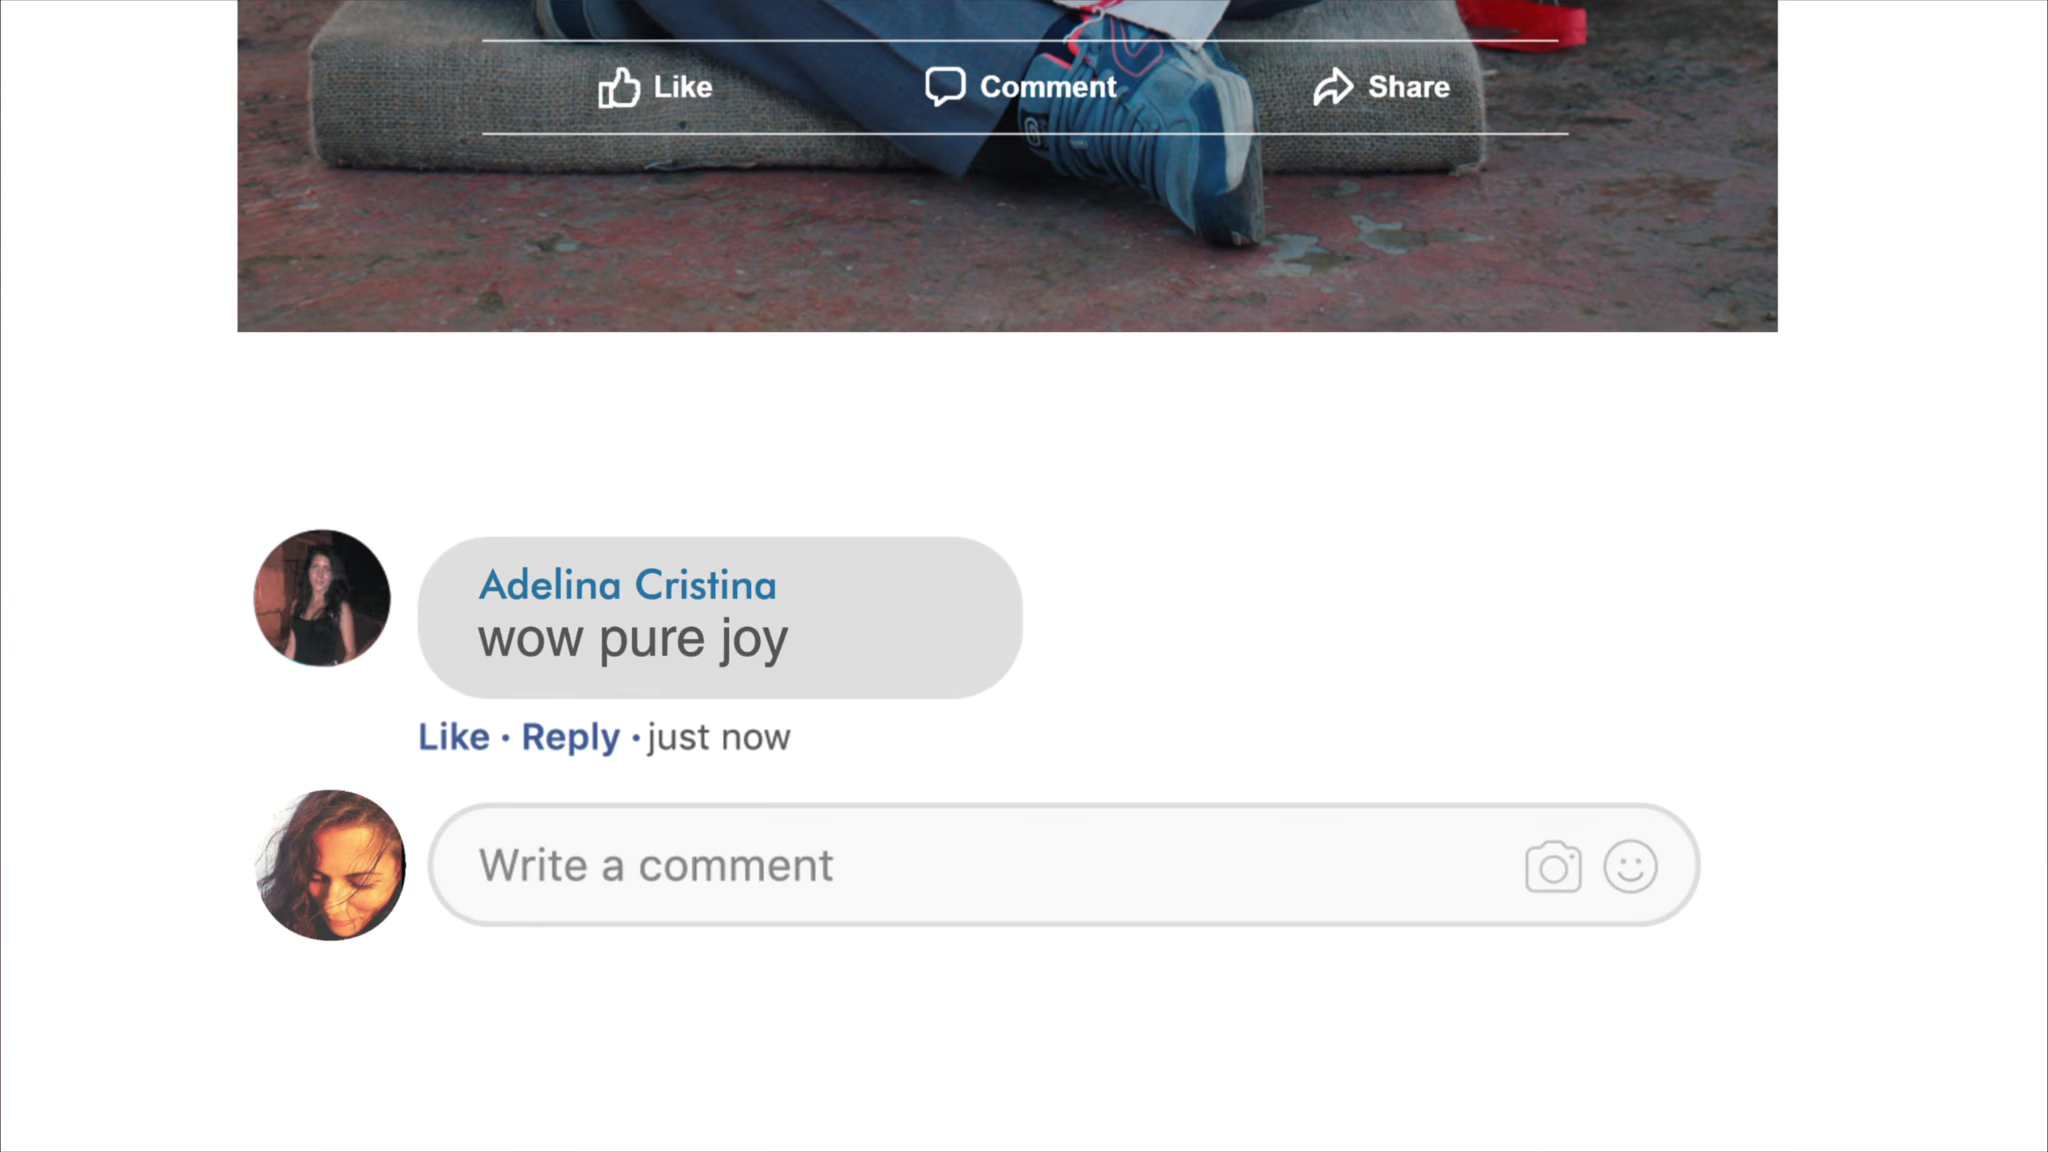 Like Comment Share
Adelina Cristina
wow pure joy
Like · Reply · just now
Write a comment